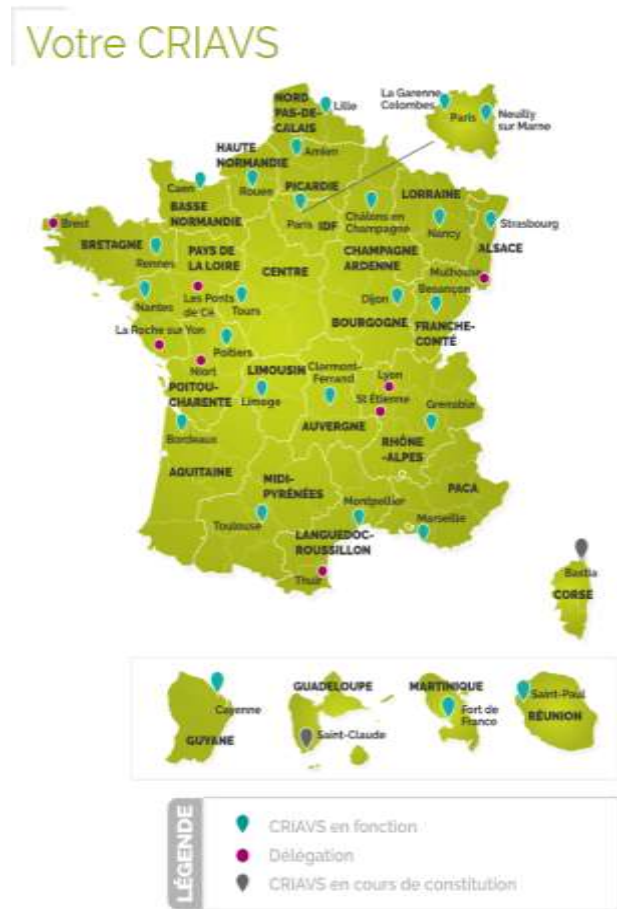 Votre CRIAVS
La Garenne
Colombes
Paris
Neuilly
sur Marne
NORD
PAS-DE-
CALAIS
Lille
HAUTE
NORMANDIE
Amien
Caen
Rouen
PICARDIE
LORRAINE
BASSE
NORMANDIE
Paris
IDF
Châlons en
Champagne
Nancy
Strasbourg
ALSACE
Brest
BRETAGNE
Rennes
PAYS DE
LA LOIRE
CENTRE
CHAMPAGNE
ARDENNE
Mulhouse
Besançon
Nantes
Les Ponts
de Cé
Tours
Dijon
BOURGOGNE
FRANCHE-
COMTÉ
La Roche sur Yon
Poitiers
Niort
LIMOUSIN
Clermont-
Ferrand
Lyon
POITOU-
CHARENTE
Limoge
St Étienne
Grenoble
AUVERGNE
Bordeaux
RHÔNE
-ALPES
AQUITAINE
MIDI-
PYRÉNÉES
PACA
Montpellier
Toulouse
Marseille
LANGUEDOC-
ROUSSILLON
Thuir
Bastia
CORSE
GUADELOUPE
MARTINIQUE
Cayenne
GUYANE
Saint-Claude
Fort de
France
Saint-Paul
RÉUNION
LÉGENDE
CRIAVS en fonction
Délégation
CRIAVS en cours de constitution